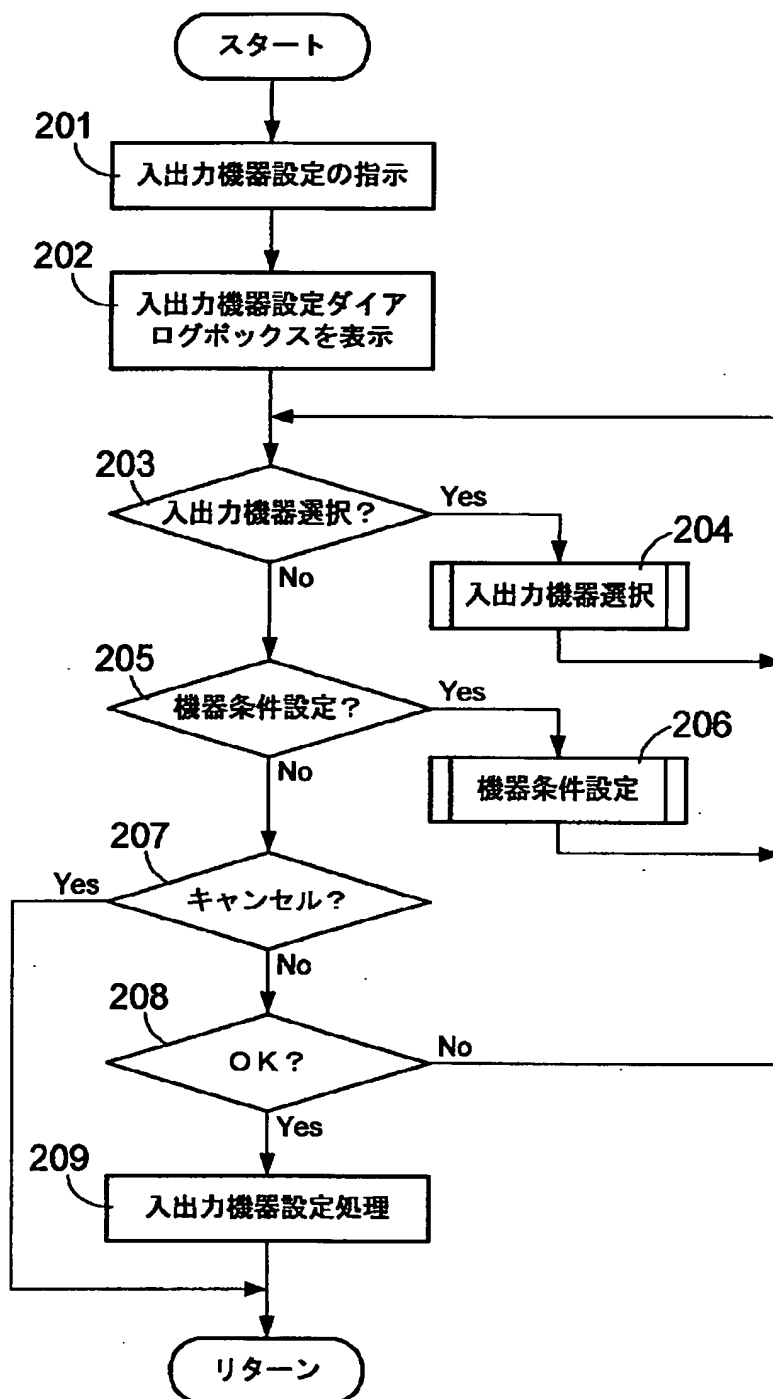 スタート
201
入出力機器設定の指示
202
入出力機器設定ダイア
ログボックスを表示
203
入出力機器選択？
Yes
No
204
入出力機器選択
205
機器条件設定？
Yes
No
206
機器条件設定
207
Yes
キャンセル？
No
208
ＯＫ？
No
Yes
209
入出力機器設定処理
リターン